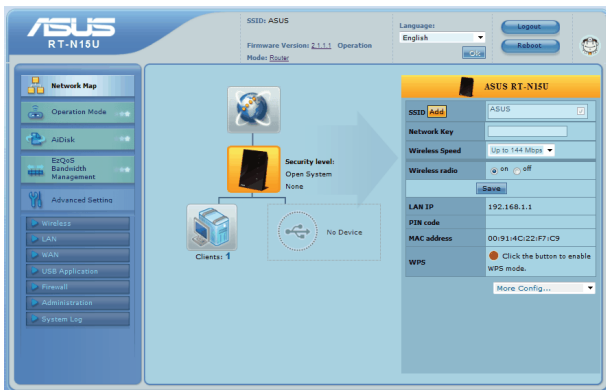 ASUS
RT-N15U
SSID: ASUS
Firmware Version: 2.1.1.1 Operation
Mode: Router
Language:
English
Logout
Reboot
Network Map
Operation Mode
AiDisk
EzQoS
Bandwidth
Management
Advanced Setting
Wireless
LAN
WAN
USB Application
Firewall
Administration
System Log
Security level:
Open System
None
Clients: 1
No Device
ASUS RT-N15U
SSID Add ASUS
Network Key
Wireless Speed Up to 144 Mbps
Wireless radio on off
Save
LAN IP 192.168.1.1
PIN code
MAC address 00:91:4C:22:F7:C9
WPS Click the button to enable
WPS mode.
More Config...